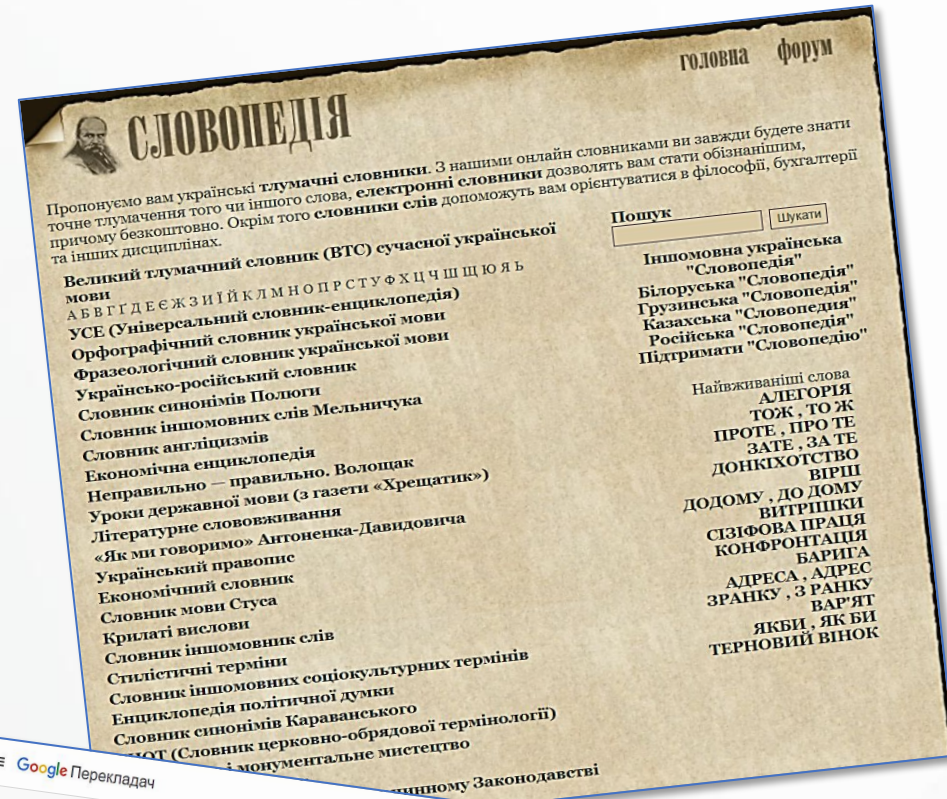 головна форум
СЛОВОПЕДІЯ
Пропонуємо вам українські тлумачні словники. З нашими онлайн словниками ви завжди будете знати
точне тлумачення того чи іншого слова, електронні словники дозволять вам стати обізнанішим,
причому безкоштовно. Окрім того словники слів допоможуть вам орієнтуватися в філософії, бухгалтерії
та інших дисциплінах.
Великий тлумачний словник (ВТС) сучасної української
мови
А Б В Г Ґ Д Е Є Ж З И Ї Й К Л М Н О П Р С Т У Ф Х Ц Ч Ш Щ Ю Я Ь
УСЕ (Універсальний словник-енциклопедія)
Орфографічний словник української мови
Фразеологічний словник української мови
Українсько-російський словник
Словник синонімів Полюги
Словник іншомовних слів Мельничука
Словник англіцизмів
Економічна енциклопедія
Неправильно — правильно. Волощак
Уроки державної мови (з газети «Хрещатик»)
Літературне слововживання
«Як ми говоримо» Антоненка-Давидовича
Український правопис
Економічний словник
Словник мови Стуса
Крилаті вислови
Словник іншомовник слів
Стилістичні терміни
Словник іншомовних соціокультурних термінів
Енциклопедія політичної думки
Словник синонімів Караванського
(Словник церковно-обрядової термінології)
і монументальне мистецтво
Законодавстві
Пошук
Шукати
Іншомовна українська
"Словопедія"
Білоруська "Словопедія"
Грузинська "Словопедія"
Казахська "Словопедия"
Російська "Словопедія"
Підтримати "Словопедію"
Найвживаніші слова
АЛЕГОРІЯ
ТОЖ , ТО Ж
ПРОТЕ , ПРО ТЕ
ЗАТЕ , ЗА ТЕ
ДОНКІХОТСТВО
ВІРШ
ДОДОМУ , ДО ДОМУ
ВИТРІШКИ
СІЗІФОВА ПРАЦЯ
КОНФРОНТАЦІЯ
БАРИГА
АДРЕСА , АДРЕС
ЗРАНКУ , З РАНКУ
ВАР'ЯТ
ЯКБИ , ЯК БИ
ТЕРНОВИЙ ВІНОК
Google Перекладач